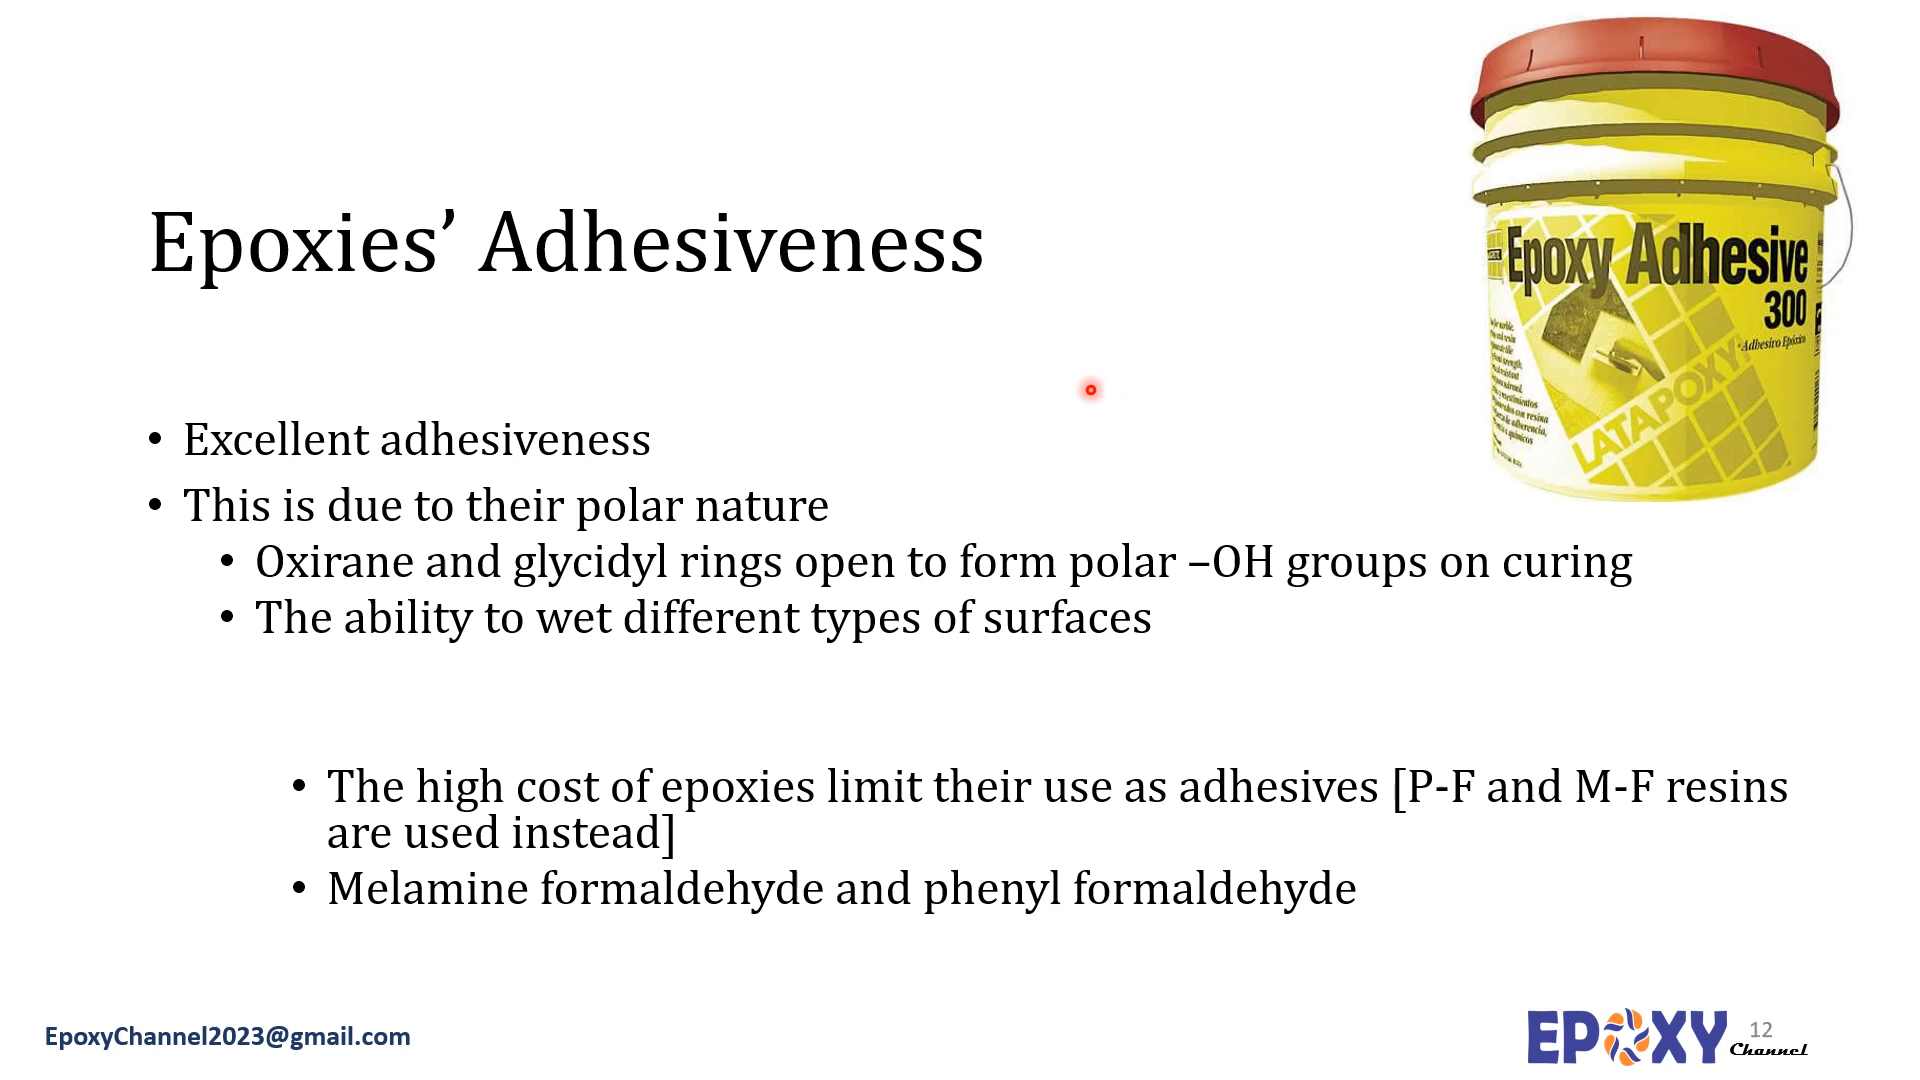 Epoxy Adhesive
300
Adhesivo Epóxico
LATAPOXY
Epoxies’ Adhesiveness
• Excellent adhesiveness
• This is due to their polar nature
• Oxirane and glycidyl rings open to form polar –OH groups on curing
• The ability to wet different types of surfaces
• The high cost of epoxies limit their use as adhesives [P-F and M-F resins
are used instead]
• Melamine formaldehyde and phenyl formaldehyde
EpoxyChannel2023@gmail.com
EPOXY
Channel
12